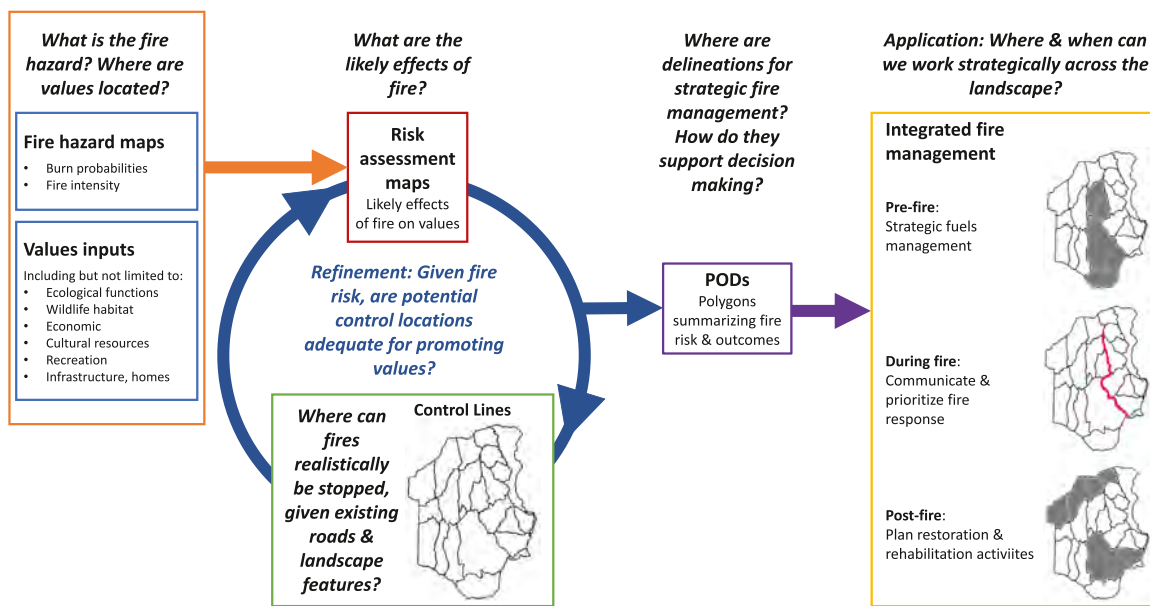 What is the fire
hazard? Where are
values located?
Fire hazard maps
• Burn probabilities
• Fire intensity
Values inputs
Including but not limited to:
• Ecological functions
• Wildlife habitat
• Economic
• Cultural resources
• Recreation
• Infrastructure, homes
What are the
likely effects of
fire?
Risk
assessment
maps
Likely effects
of fire on values
Refinement: Given fire
risk, are potential
control locations
adequate for promoting
values?
Where can
fires
realistically
be stopped,
given existing
roads &
landscape
features?
Control Lines
Where are
delineations for
strategic fire
management?
How do they
support decision
making?
PODs
Polygons
summarizing fire
risk & outcomes
Application: Where & when can
we work strategically across the
landscape?
Integrated fire
management
Pre-fire:
Strategic fuels
management
During fire:
Communicate &
prioritize fire
response
Post-fire:
Plan restoration &
rehabilitation activiites